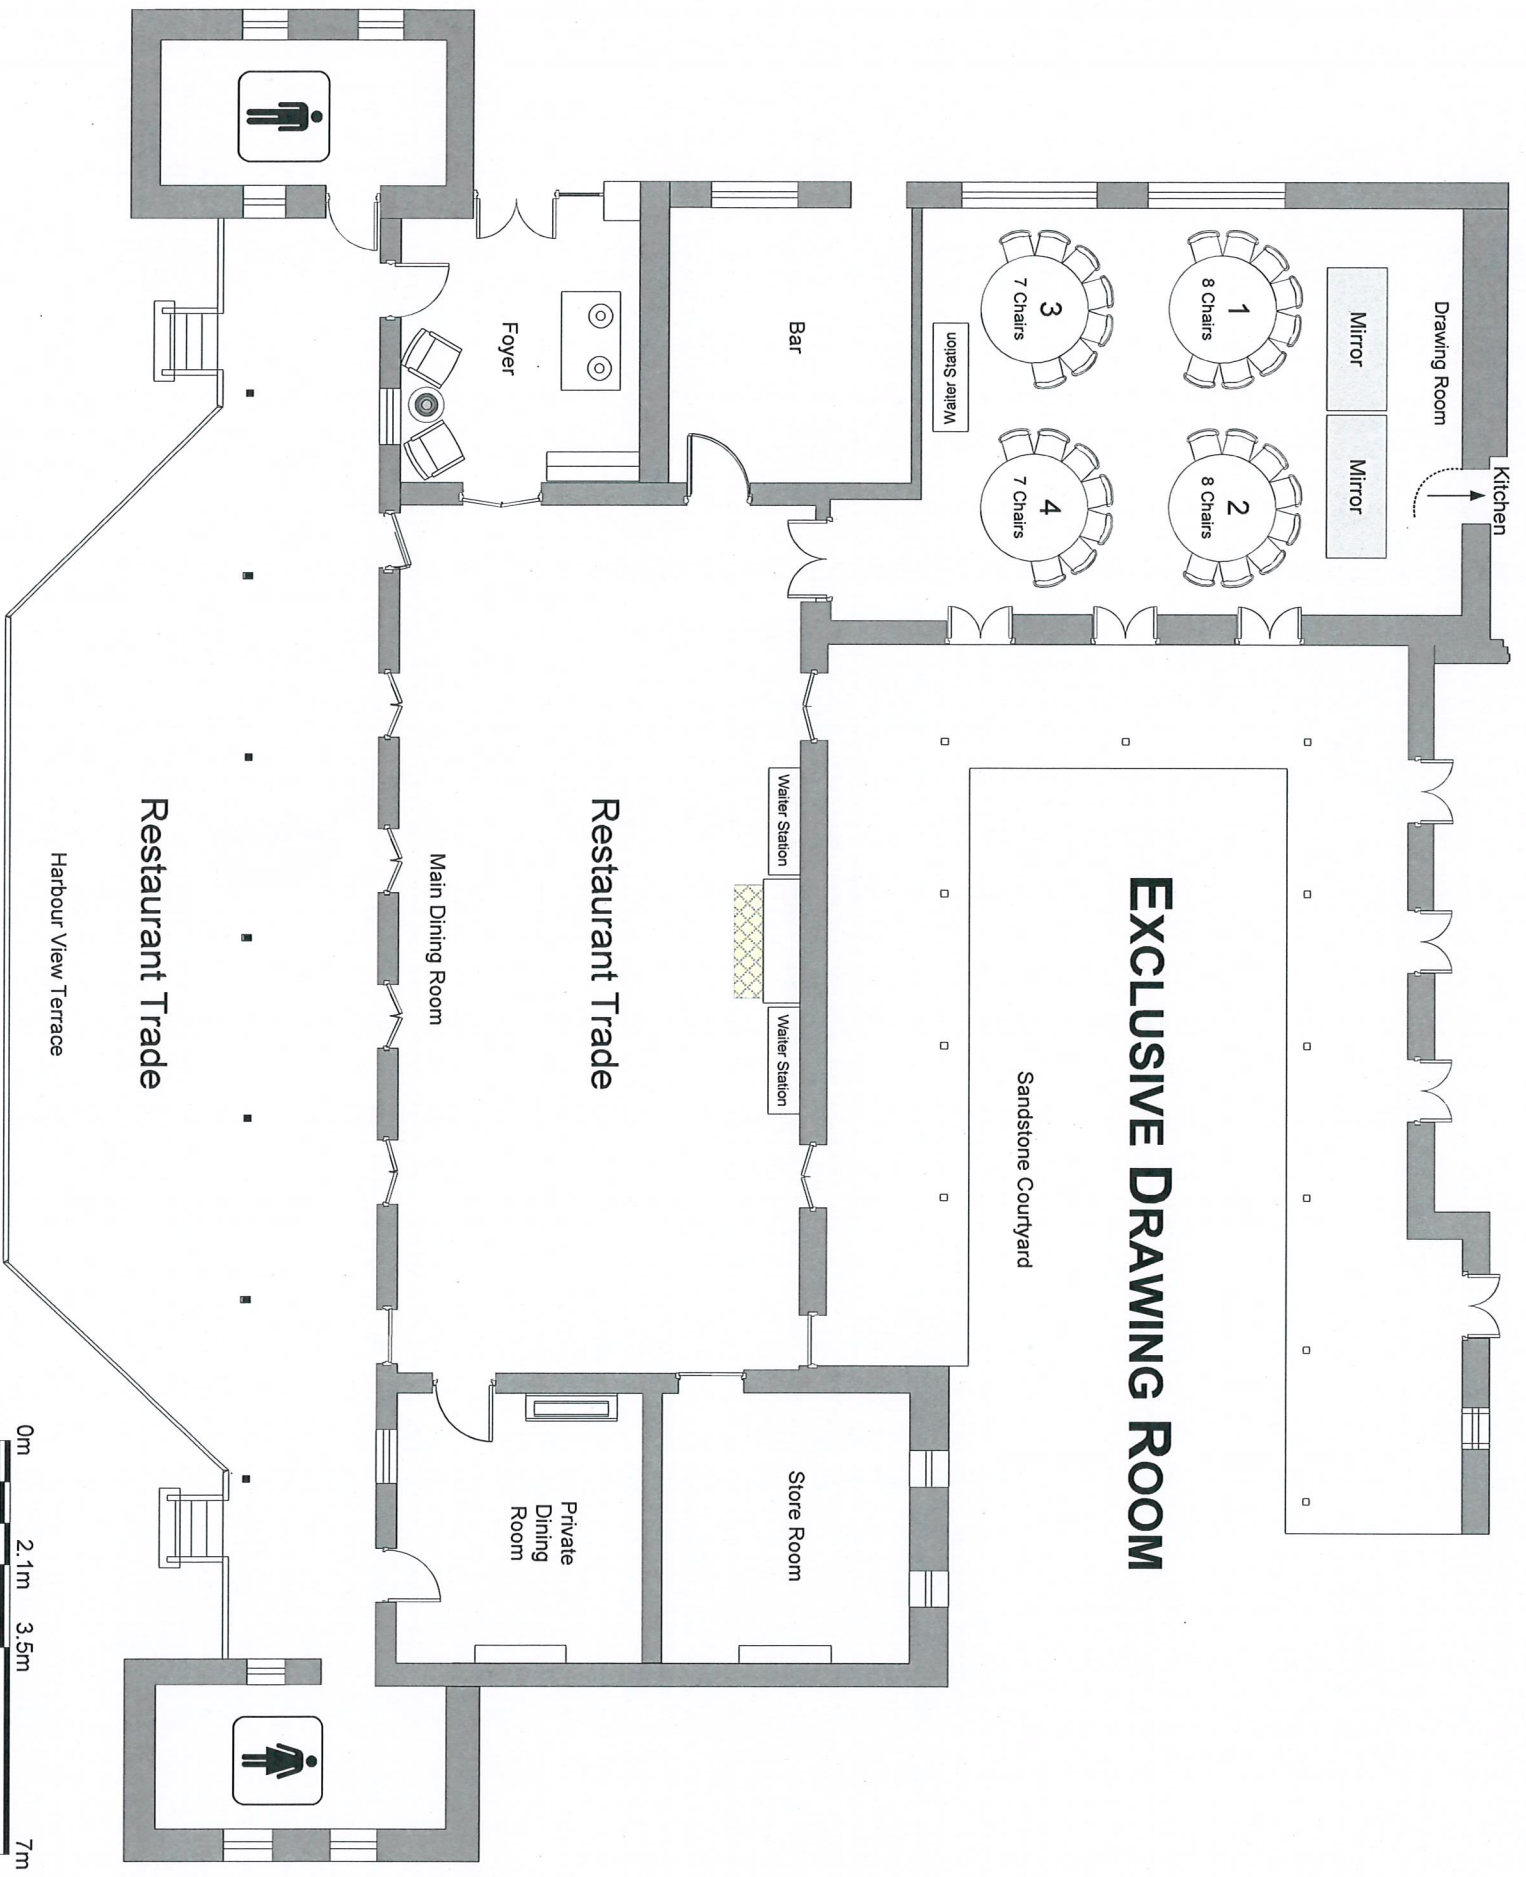 Kitchen
Drawing Room
Mirror
Mirror
1
8 Chairs
2
8 Chairs
3
7 Chairs
4
7 Chairs
Waiter Station
Bar
Foyer
EXCLUSIVE DRAWING ROOM
Sandstone Courtyard
Waiter Station
Waiter Station
Restaurant Trade
Main Dining Room
Store Room
Private
Dining
Room
Restaurant Trade
Harbour View Terrace
0m
2.1m
3.5m
7m